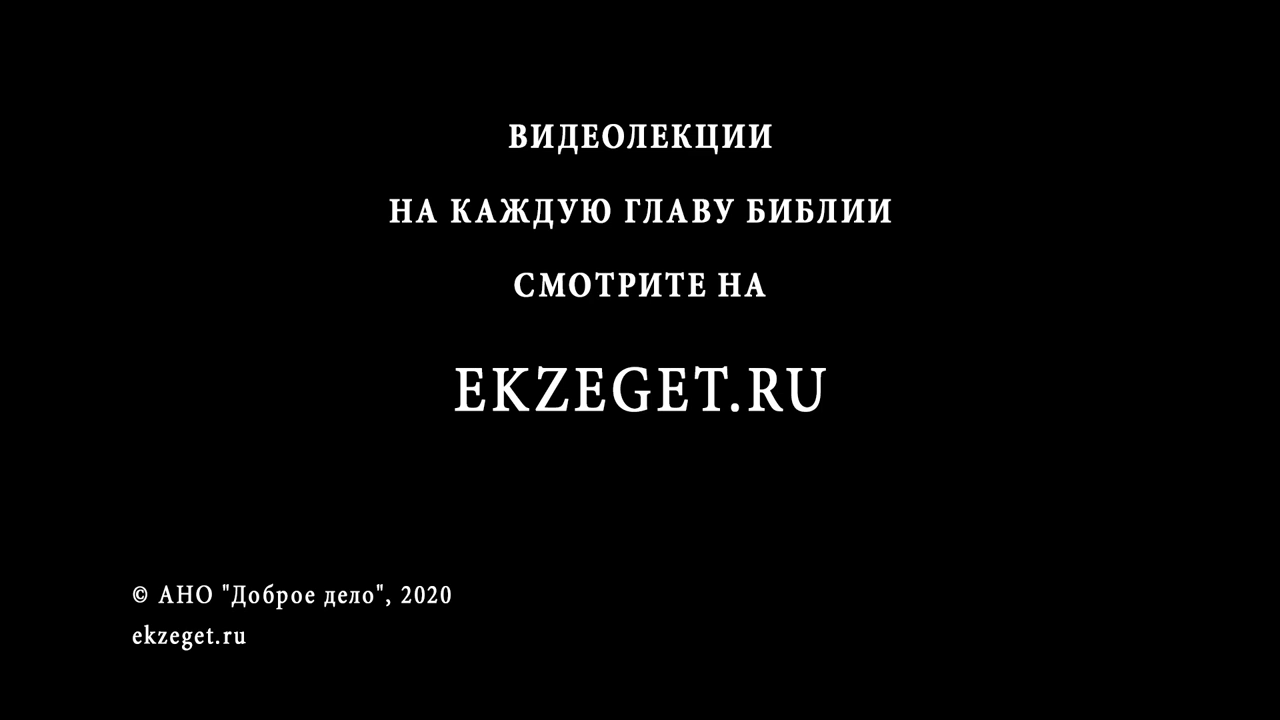 ВИДЕОЛЕКЦИИ
НА КАЖДУЮ ГЛАВУ БИБЛИИ
СМОТРИТЕ НА
EKZEGET.RU
© АНО "Доброе дело", 2020
ekzeget.ru